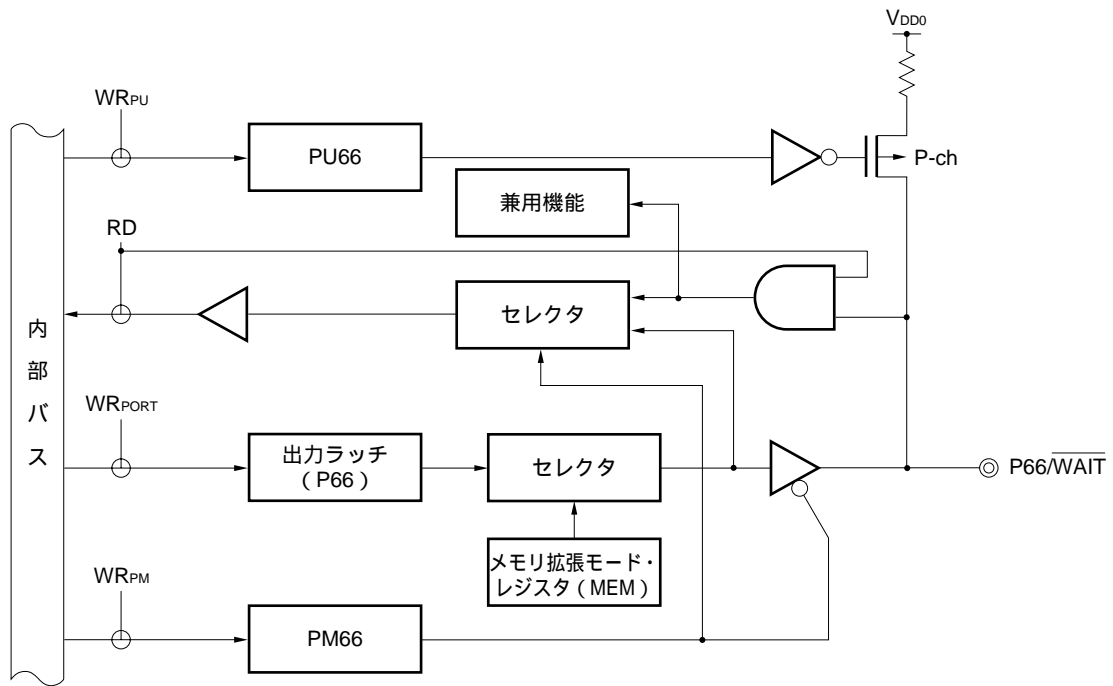 VDD0
WRPU
PU66
P-ch
兼用機能
RD
セレクタ
内部バス
WRPORT
出力ラッチ
(P66)
セレクタ
P66/WAIT
メモリ拡張モード・
レジスタ(MEM)
WRPM
PM66